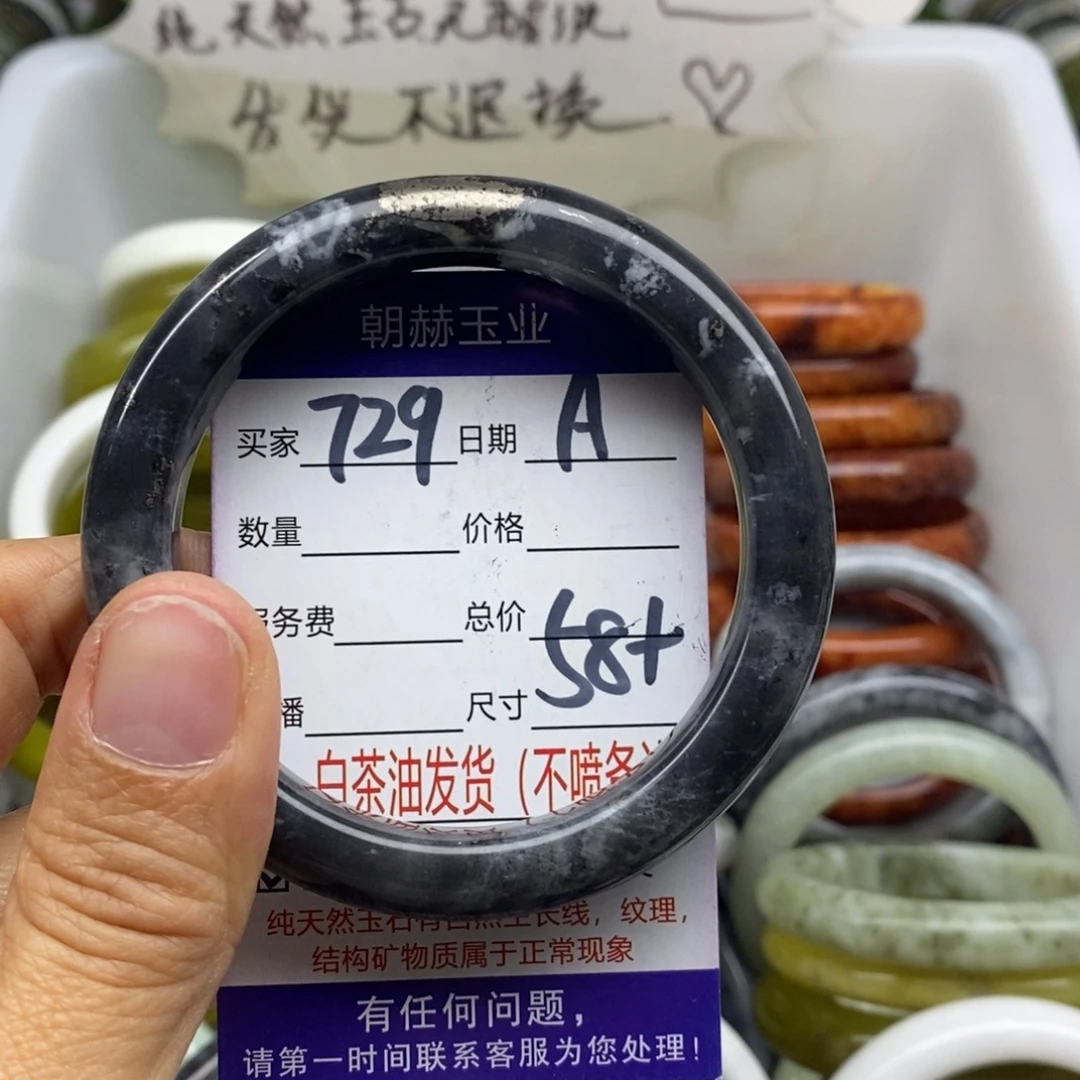 纯天然玉石无酸洗
售出不退换
朝赫玉业
买家 729 日期 A
数量 价格
务费 总价 58+
播 尺寸
白茶油发货（不喷
纯天然玉石有自然生长线，纹理，
结构矿物质属于正常现象
有任何问题，
请第一时间联系客服为您处理！